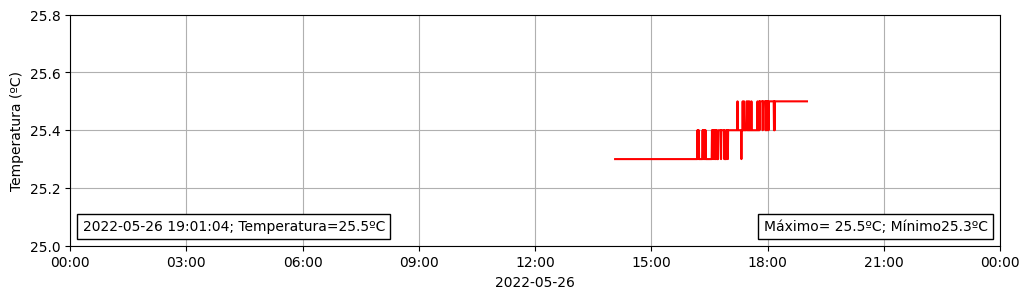 25.8
25.6
25.4
25.2
25.0
Temperatura (ºC)
2022-05-26 19:01:04; Temperatura=25.5ºC
Máximo= 25.5ºC; Mínimo25.3ºC
00:00 03:00 06:00 09:00 12:00 15:00 18:00 21:00 00:00
2022-05-26